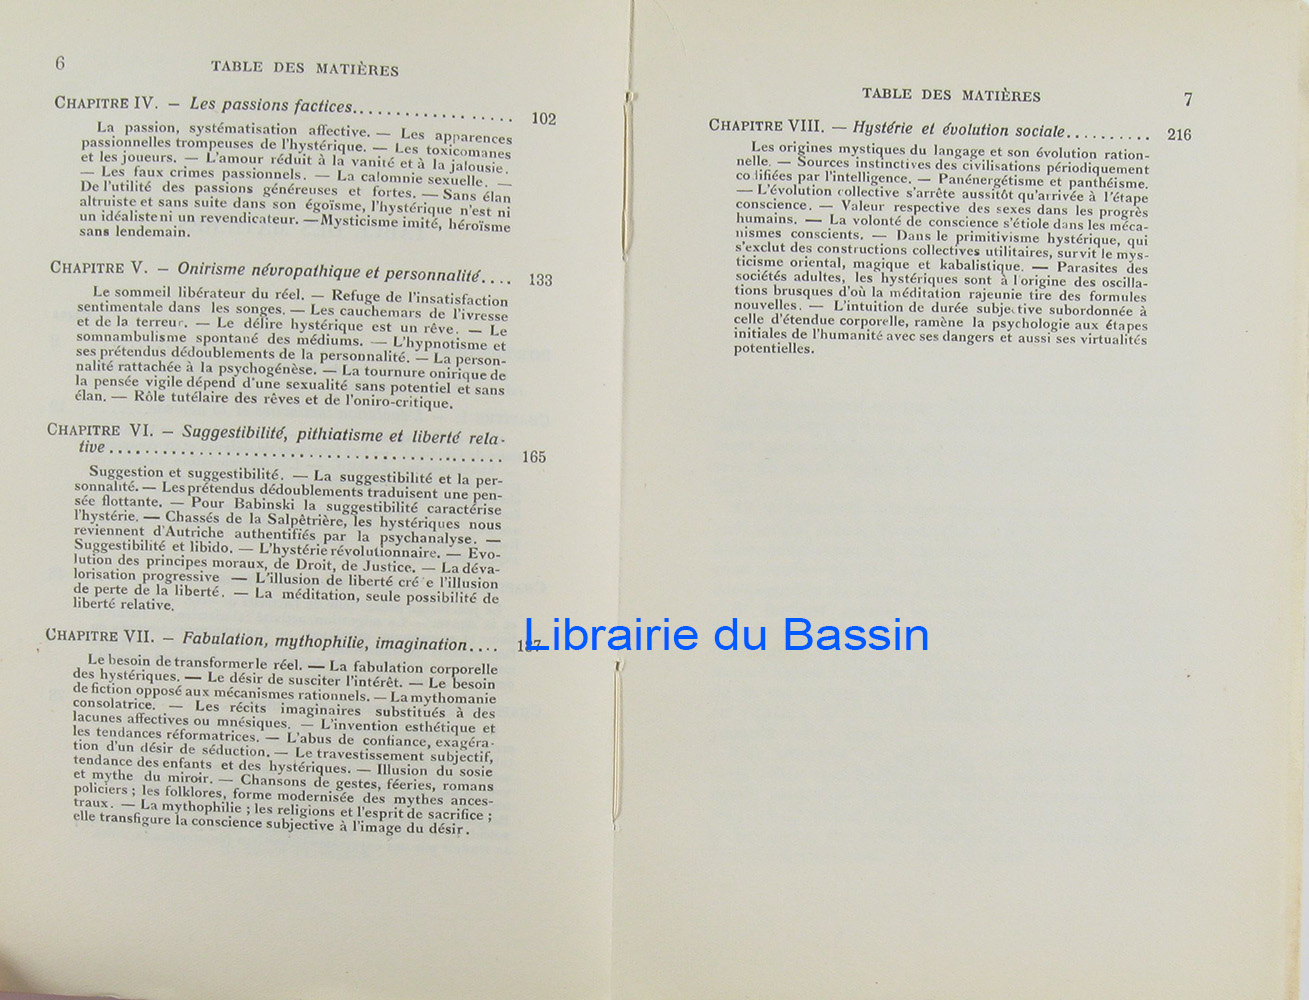 6
TABLE DES MATIÈRES
CHAPITRE IV. — Les passions factices.................. 102
La passion, systématisation affective. — Les apparences
passionnelles trompeuses de l'hystérique. — Les toxicomanes
et les joueurs. — L'amour réduit à la vanité et à la jalousie.
— Les faux crimes passionnels. — La calomnie sexuelle. —
De l'utilité des passions généreuses et fortes. — Sans élan
altruiste et sans suite dans son égoïsme, l'hystérique n'est ni
un idéaliste ni un revendicateur. — Mysticisme imité, héroïsme
sans lendemain.
CHAPITRE V. — Onirisme névropathique et personnalité.... 133
Le sommeil libérateur du réel. — Refuge de l'insatisfaction
sentimentale dans les songes. — Les cauchemars de l'ivresse
et de la terreur. — Le délire hystérique est un rêve. — Le
somnambulisme spontané des médiums. — L'hypnotisme et
ses prétendus dédoublements de la personnalité. — La person-
nalité rattachée à la psychogénèse. — La tournure onirique de
la pensée vigile dépend d'une sexualité sans potentiel et sans
élan. — Rôle tutélaire des rêves et de l'oniro-critique.
CHAPITRE VI. — Suggestibilité, pithiatisme et liberté rela-
tive........................................ 165
Suggestion et suggestibilité. — La suggestibilité et la per-
sonnalité. — Les prétendus dédoublements traduisent une pen-
sée flottante. — Pour Babinski la suggestibilité caractérise
l'hystérie. — Chassés de la Salpêtrière, les hystériques nous
reviennent d'Autriche authentifiés par la psychanalyse. —
Suggestibilité et libido. — L'hystérie révolutionnaire. — Evo-
lution des principes moraux, de Droit, de Justice. — La déva-
lorisation progressive — L'illusion de liberté crée l'illusion
de perte de la liberté. — La méditation, seule possibilité de
liberté relative.
CHAPITRE VII. — Fabulation, mythophilie, imagination....
Le besoin de transformer le réel. — La fabulation corporelle
des hystériques. — Le désir de susciter l'intérêt. — Le besoin
de fiction opposé aux mécanismes rationnels. — La mythomanie
consolatrice. — Les récits imaginaires substitués à des
lacunes affectives ou mnésiques. — L'invention esthétique et
les tendances réformatrices. — L'abus de confiance, exagéra-
tion d'un désir de séduction. — Le travestissement subjectif,
tendance des enfants et des hystériques. — Illusion du sosie
et mythe du miroir. — Chansons de gestes, féeries, romans
policiers ; les folklores, forme modernisée des mythes ances-
traux. — La mythophilie ; les religions et l'esprit de sacrifice ;
elle transfigure la conscience subjective à l'image du désir.
TABLE DES MATIÈRES
7
CHAPITRE VIII. — Hystérie et évolution sociale.......... 216
Les origines mystiques du langage et son évolution ration-
nelle. — Sources instinctives des civilisations périodiquement
codifiées par l'intelligence. — Panénergétisme et panthéisme.
— L'évolution collective s'arrête aussitôt qu'arrivée à l'étape
conscience. — Valeur respective des sexes dans les progrès
humains. — La volonté de conscience s'étiole dans les méca-
nismes conscients. — Dans le primitivisme hystérique, qui
s'exclut des constructions collectives utilitaires, survit le mys-
ticisme oriental, magique et kabalistique. — Parasites des
sociétés adultes, les hystériques sont à l'origine des oscilla-
tions brusques d'où la méditation rajeunie tire des formules
nouvelles. — L'intuition de durée subjective subordonnée à
celle d'étendue corporelle, ramène la psychologie aux étapes
initiales de l'humanité avec ses dangers et aussi ses virtualités
potentielles.
Librairie du Bassin